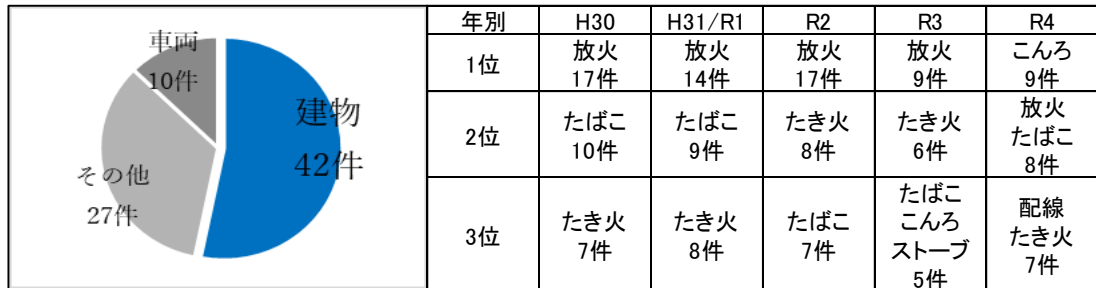 車両
10件
建物
42件
その他
27件
年別 H30 H31/R1 R2 R3 R4
1位 放火 17件 放火 14件 放火 17件 放火 9件 こんろ 9件
2位 たばこ 10件 たばこ 9件 たき火 8件 たき火 6件 放火 たばこ 8件
3位 たき火 7件 たき火 8件 たばこ 7件 たばこ こんろ ストーブ 5件 配線 たき火 7件